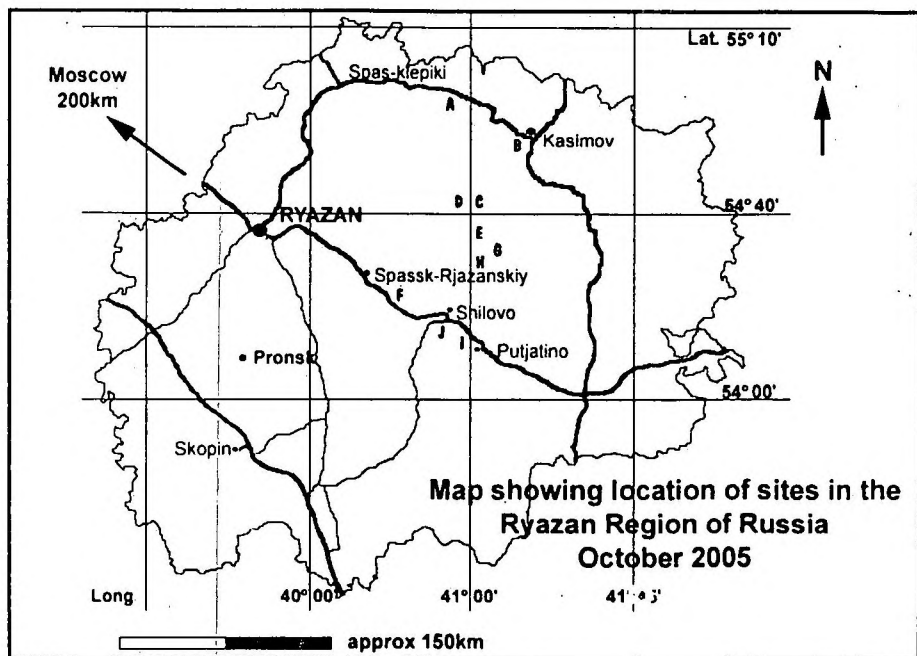 Lat. 55° 10'
Moscow
200km
N
Spas-klepiki
A
B
Kasimov
D C
54° 40'
RYAZAN
E
G
H
Spassk-Rjazanskiy
F
Shilovo
J
I
Putjatino
Pronsk
54° 00'
Skopin
Map showing location of sites in the
Ryazan Region of Russia
October 2005
Long
40° 00'
41° 00'
approx 150km